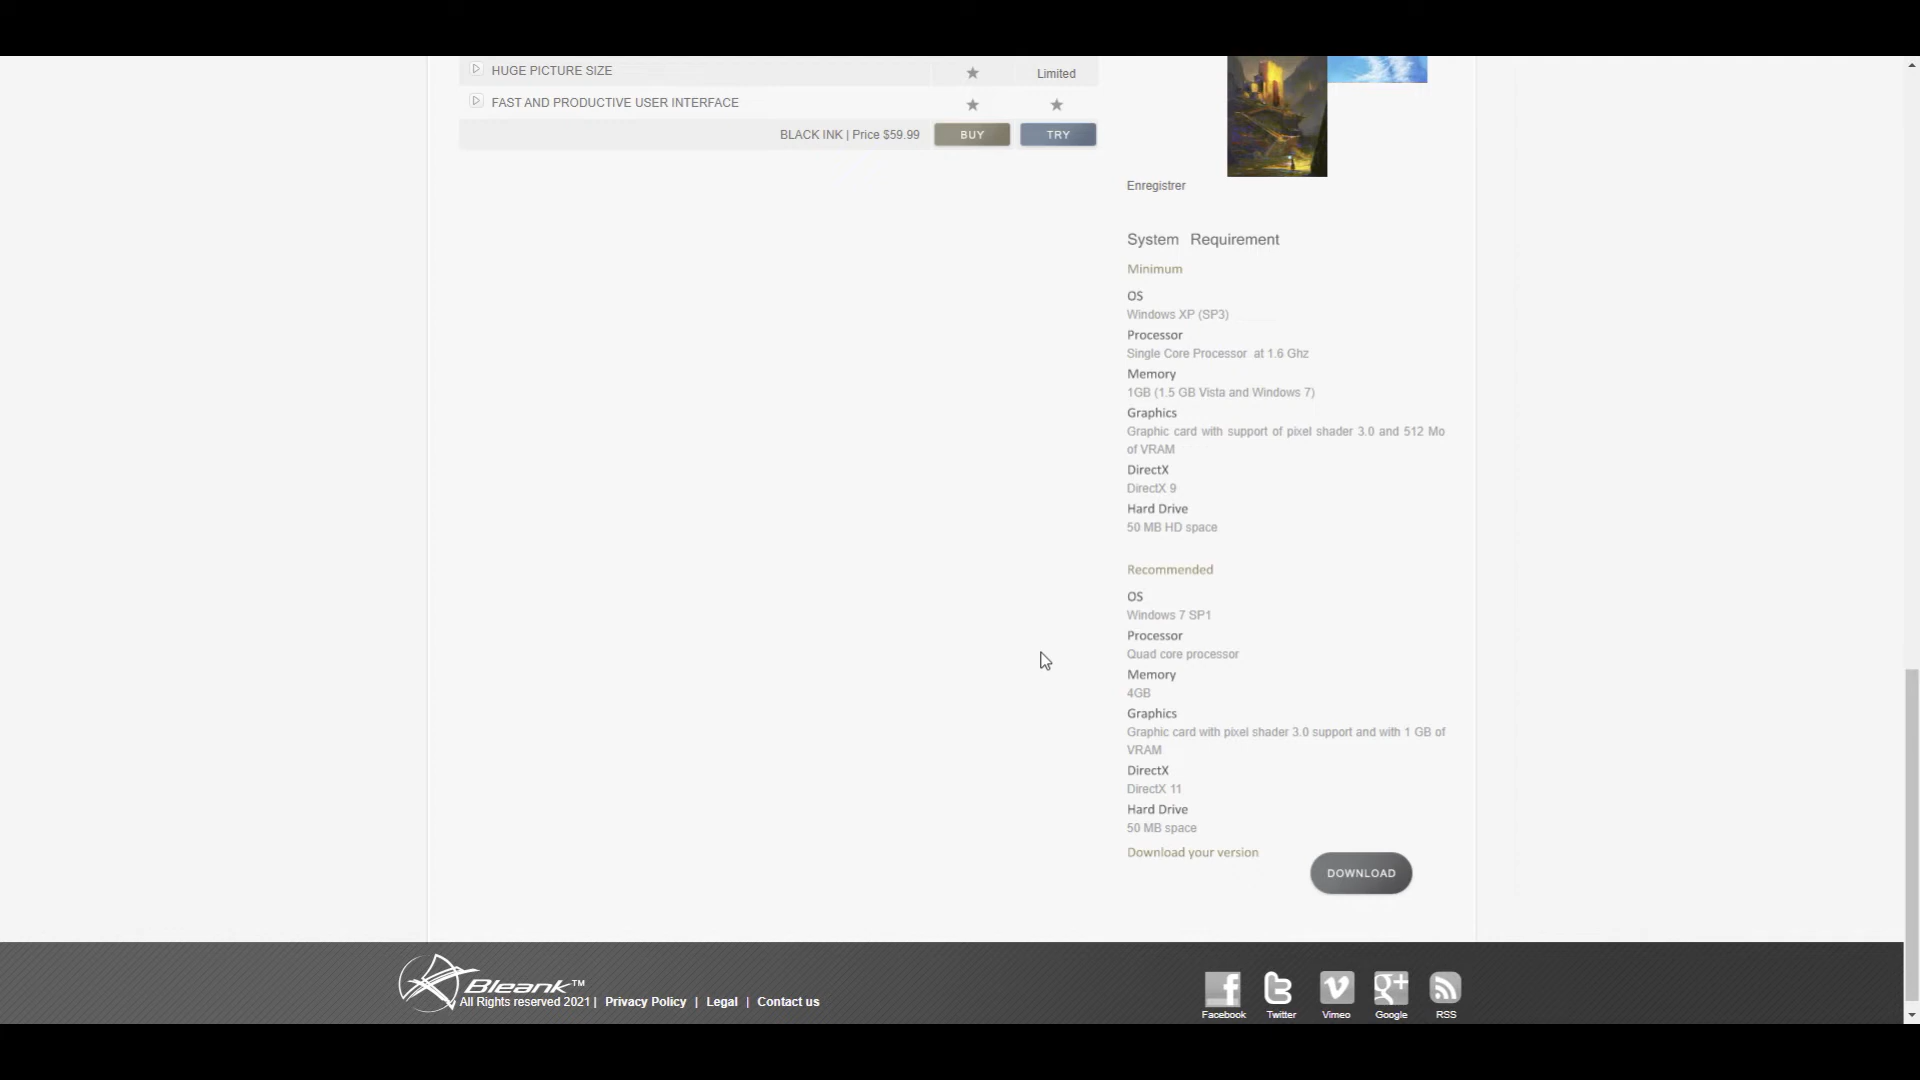 HUGE PICTURE SIZE Limited
FAST AND PRODUCTIVE USER INTERFACE
BLACK INK | Price $59.99 BUY TRY
Enregistrer
System Requirement
Minimum
OS
Windows XP (SP3)
Processor
Single Core Processor at 1.6 Ghz
Memory
1GB (1.5 GB Vista and Windows 7)
Graphics
Graphic card with support of pixel shader 3.0 and 512 Mo
of VRAM
DirectX
DirectX 9
Hard Drive
50 MB HD space
Recommended
OS
Windows 7 SP1
Processor
Quad core processor
Memory
4GB
Graphics
Graphic card with pixel shader 3.0 support and with 1 GB of
VRAM
DirectX
DirectX 11
Hard Drive
50 MB space
Download your version
DOWNLOAD
Bleank™
All Rights reserved 2021 | Privacy Policy | Legal | Contact us
Facebook Twitter Vimeo Google RSS